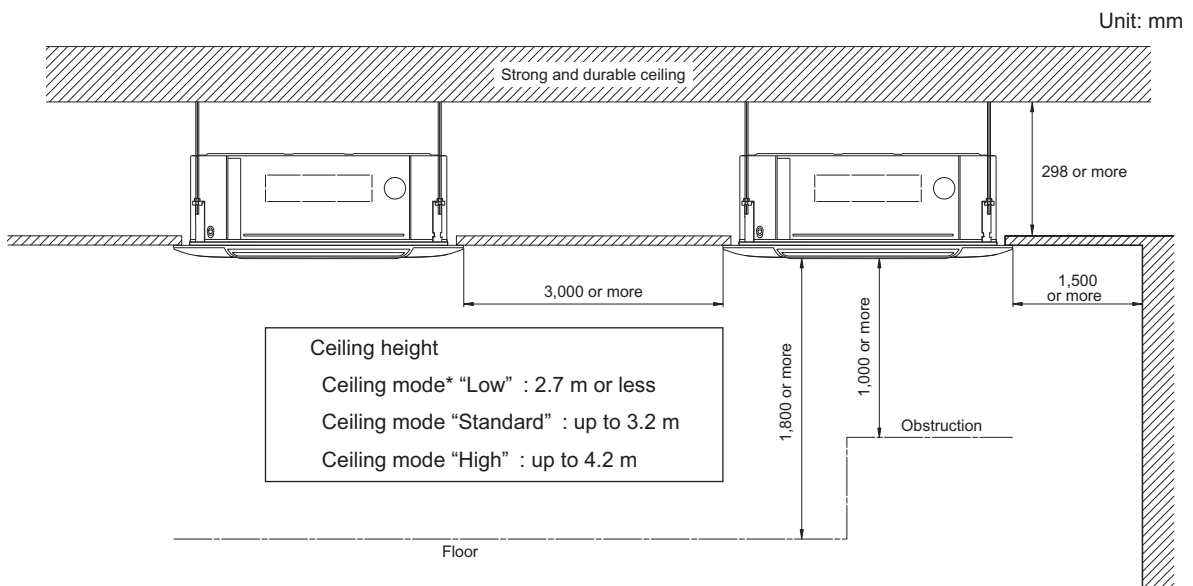 Unit: mm
Strong and durable ceiling
298 or more
3,000 or more
1,500
or more
1,800 or more
1,000 or more
Ceiling height
Ceiling mode* “Low” : 2.7 m or less
Ceiling mode “Standard” : up to 3.2 m
Ceiling mode “High” : up to 4.2 m
Obstruction
Floor